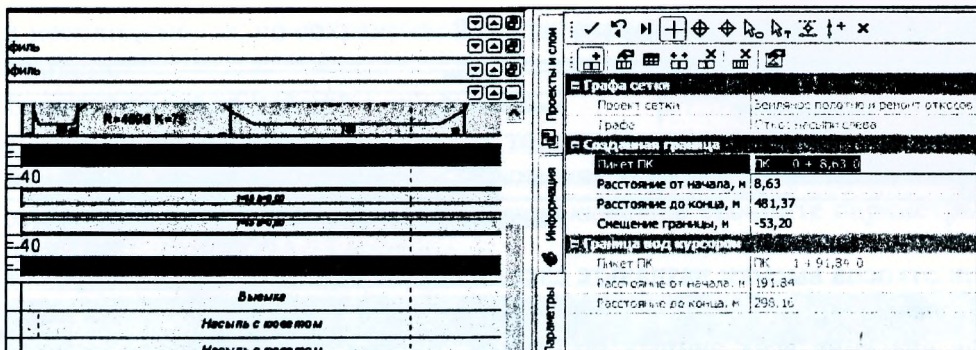 филь
филь
R=4000 K=75
=40
=40
Выемка
Насыпь с кюветом
Насыпь с кюветом
Проекты и слои
Информация
Параметры
Графа сетки
Проект сетки Земляное полотно и ремонт откосов
Графа Откос насыпи слева
Созданная граница
Пикет ПК ПК 0 + 8,63 0
Расстояние от начала, м 8,63
Расстояние до конца, м 481,37
Смещение границы, м -53,20
Граница под курсором
Пикет ПК ПК 1 + 91,84 0
Расстояние от начала, м 191,84
Расстояние до конца, м 298,16